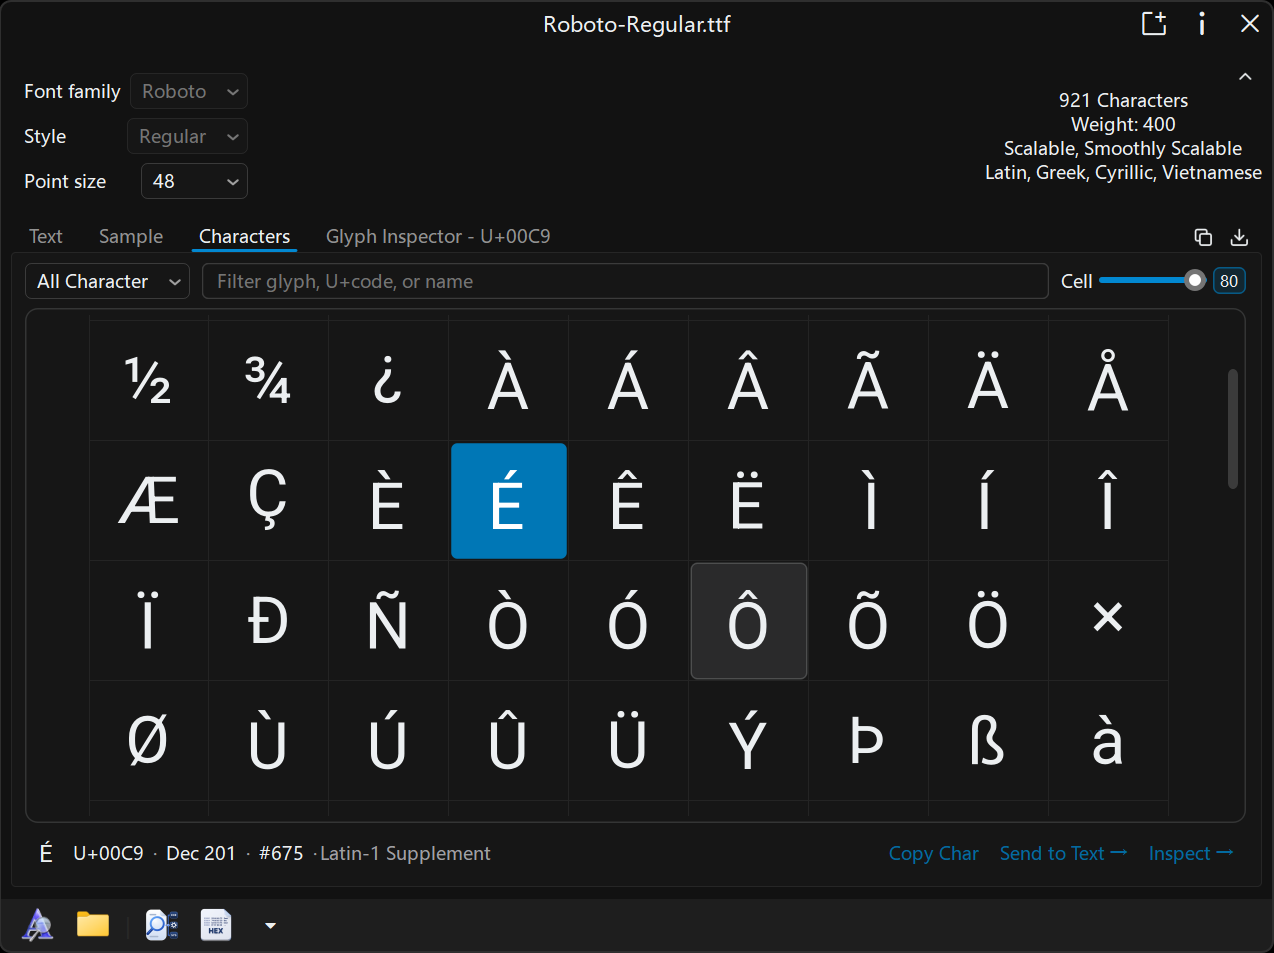 Roboto-Regular.ttf
Font family Roboto
Style Regular
Point size 48
921 Characters
Weight: 400
Scalable, Smoothly Scalable
Latin, Greek, Cyrillic, Vietnamese
Text Sample Characters Glyph Inspector - U+00C9
All Character Filter glyph, U+code, or name Cell 80
½ ¾ ¿ À Á Â Ã Ä Å
Æ Ç È É Ê Ë Ì Í Î
Ï Ð Ñ Ò Ó Ô Õ Ö ×
Ø Ù Ú Û Ü Ý Þ ß à
É U+00C9 · Dec 201 · #675 · Latin-1 Supplement Copy Char Send to Text → Inspect →
HEX